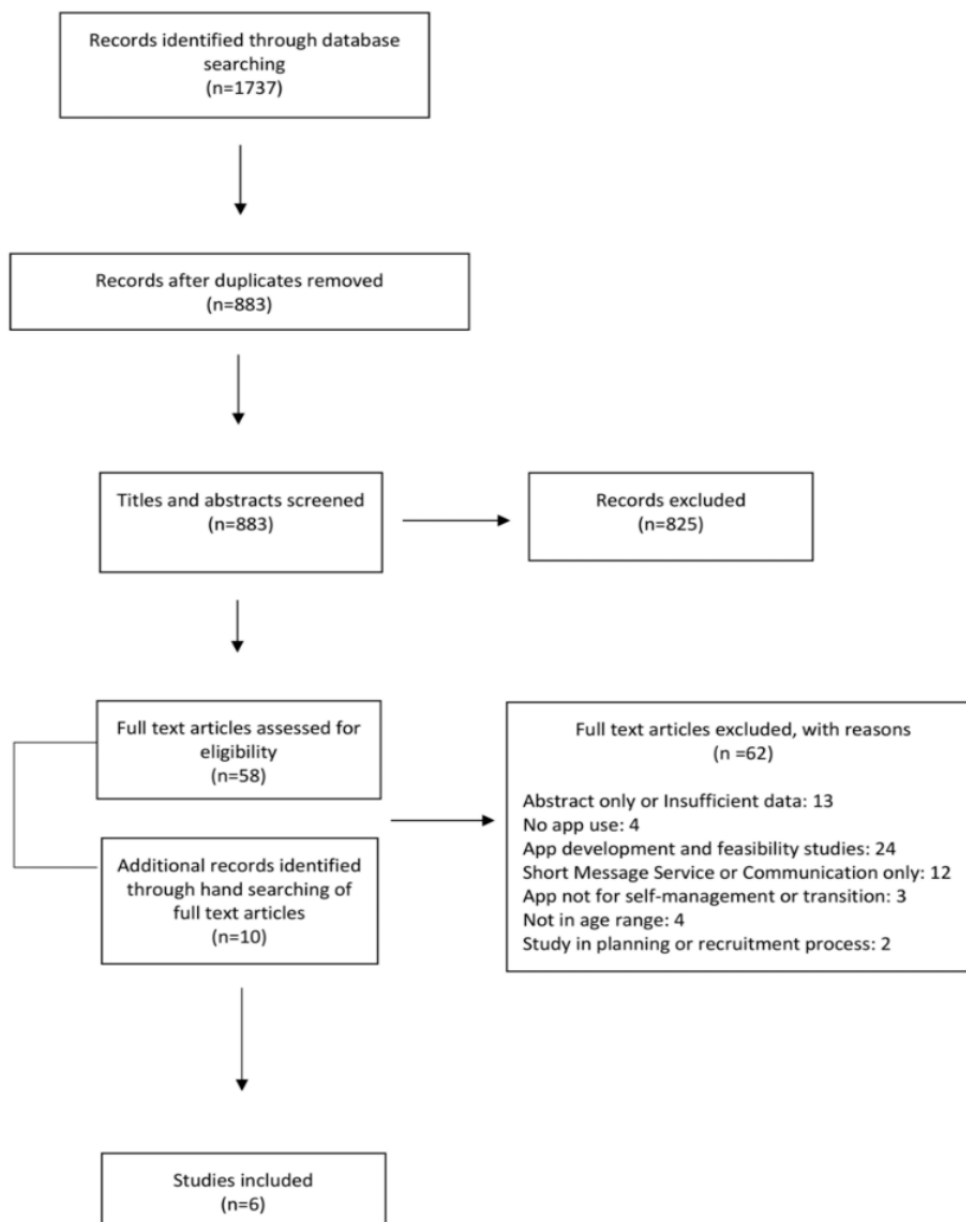 Records identified through database
searching
(n=1737)
Records after duplicates removed
(n=883)
Titles and abstracts screened
(n=883)
Records excluded
(n=825)
Full text articles assessed for
eligibility
(n=58)
Additional records identified
through hand searching of
full text articles
(n=10)
Full text articles excluded, with reasons
(n =62)
Abstract only or Insufficient data: 13
No app use: 4
App development and feasibility studies: 24
Short Message Service or Communication only: 12
App not for self-management or transition: 3
Not in age range: 4
Study in planning or recruitment process: 2
Studies included
(n=6)